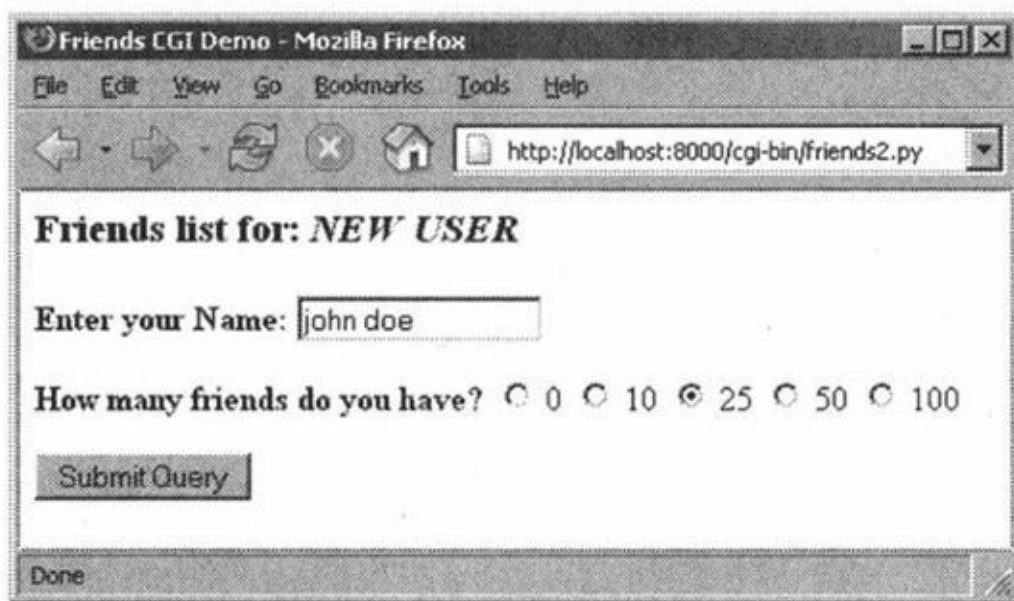 Friends CGI Demo - Mozilla Firefox
File Edit View Go Bookmarks Tools Help
http://localhost:8000/cgi-bin/friends2.py
Friends list for: NEW USER
Enter your Name: john doe
How many friends do you have? 0 10 25 50 100
Submit Query
Done